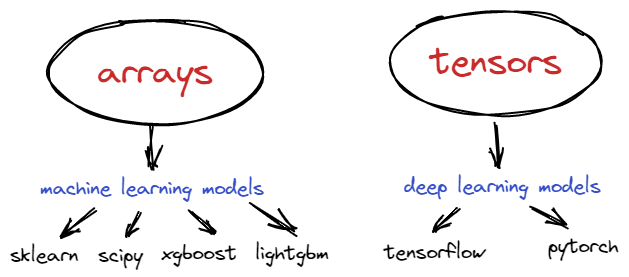 arrays
machine learning models
sklearn scipy xgboost lightgbm
tensors
deep learning models
tensorflow pytorch